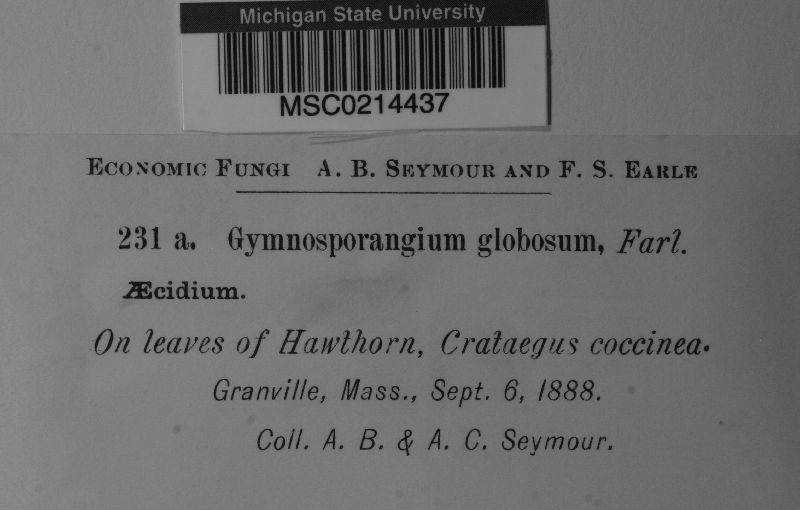 Michigan State University
MSC0214437
Economic Fungi A. B. Seymour and F. S. Earle
231 a. Gymnosporangium globosum, Farl.
Æcidium.
On leaves of Hawthorn, Crataegus coccinea.
Granville, Mass., Sept. 6, 1888.
Coll. A. B. & A. C. Seymour.